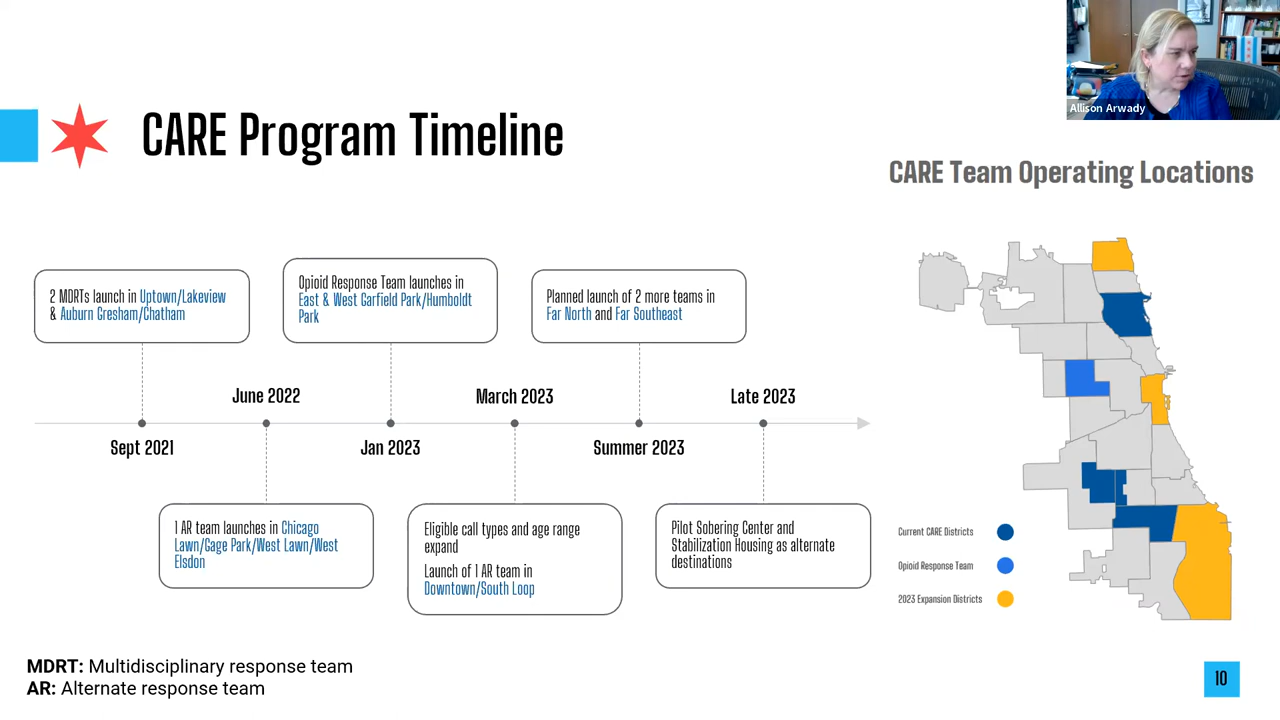 Allison Arwady
CARE Program Timeline
CARE Team Operating Locations
2 MDRTs launch in Uptown/Lakeview
& Auburn Gresham/Chatham
Opioid Response Team launches in
East & West Garfield Park/Humboldt
Park
Planned launch of 2 more teams in
Far North and Far Southeast
June 2022
March 2023
Late 2023
Sept 2021
Jan 2023
Summer 2023
1 AR team launches in Chicago
Lawn/Gage Park/West Lawn/West
Elsdon
Eligible call types and age range
expand
Launch of 1 AR team in
Downtown/South Loop
Pilot Sobering Center and
Stabilization Housing as alternate
destinations
Current CARE Districts
Opioid Response Team
2023 Expansion Districts
MDRT: Multidisciplinary response team
AR: Alternate response team
10